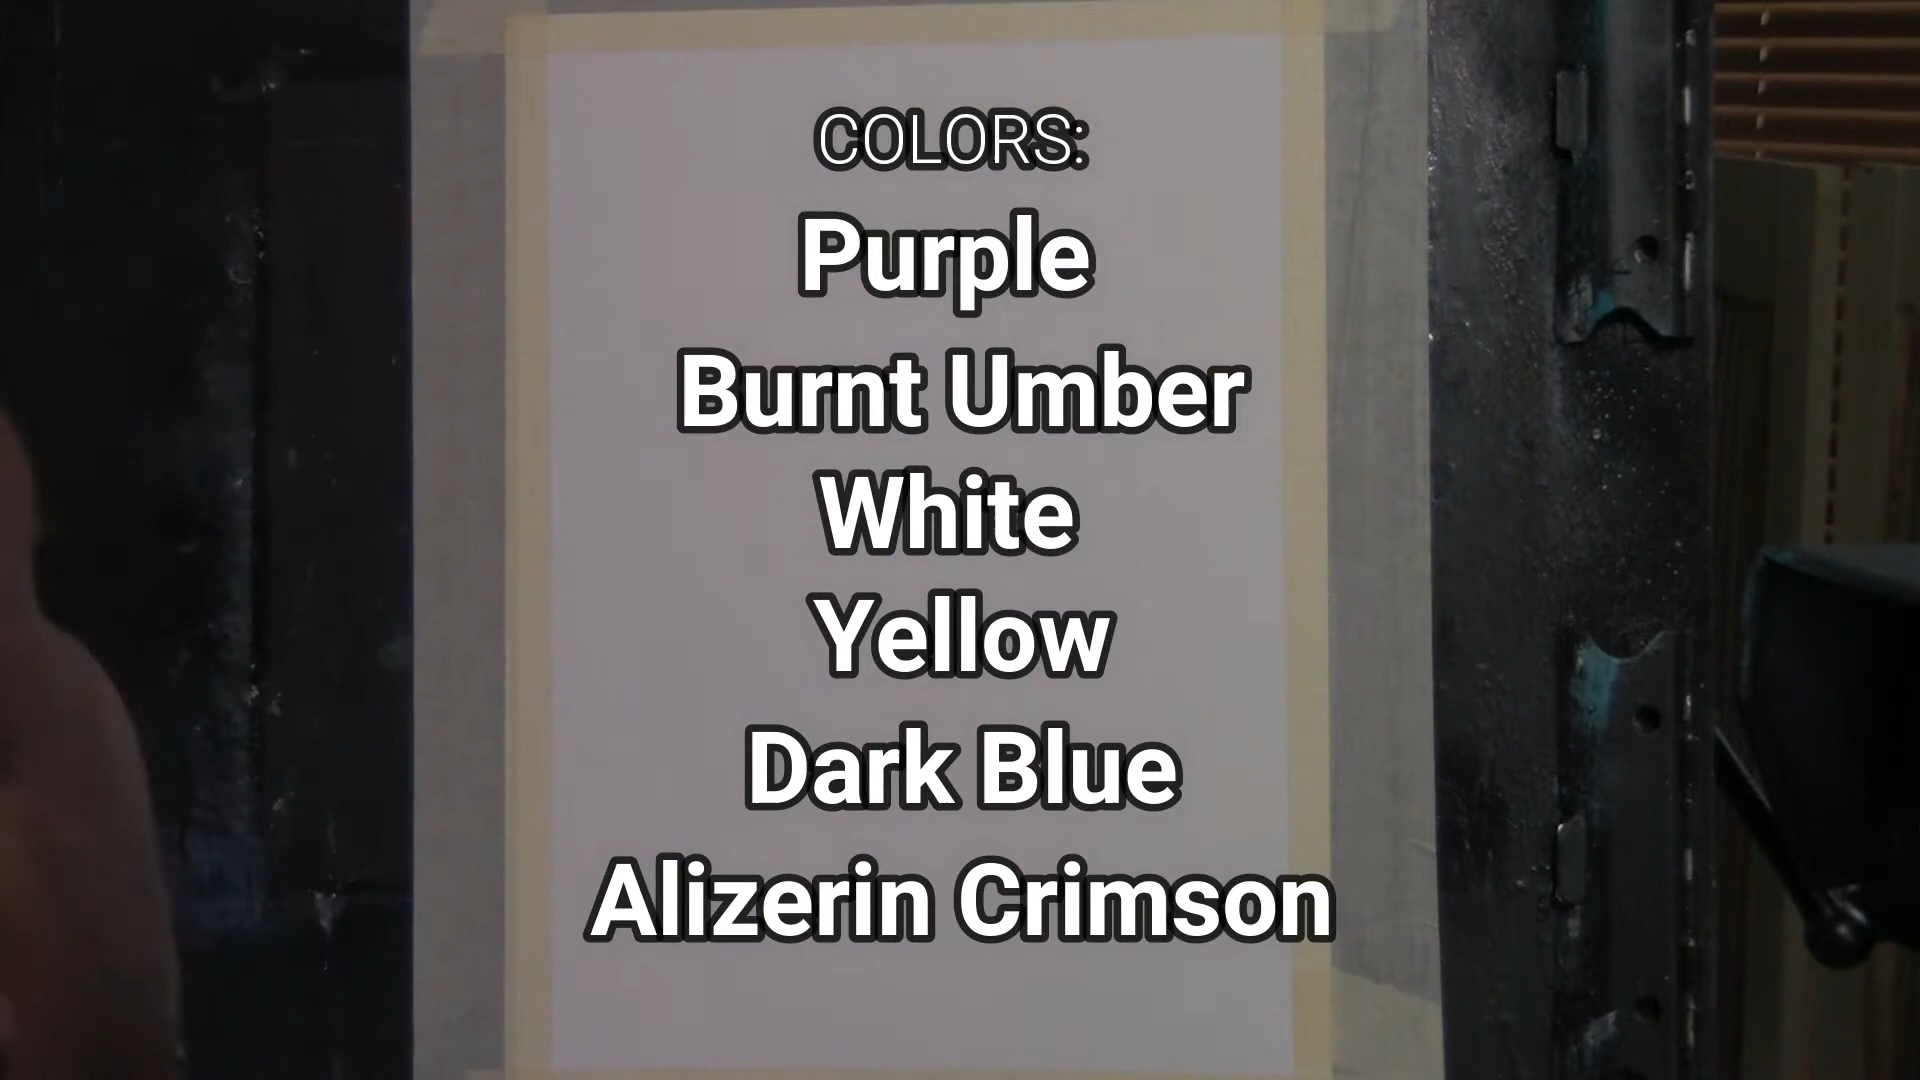 COLORS:
Purple
Burnt Umber
White
Yellow
Dark Blue
Alizerin Crimson